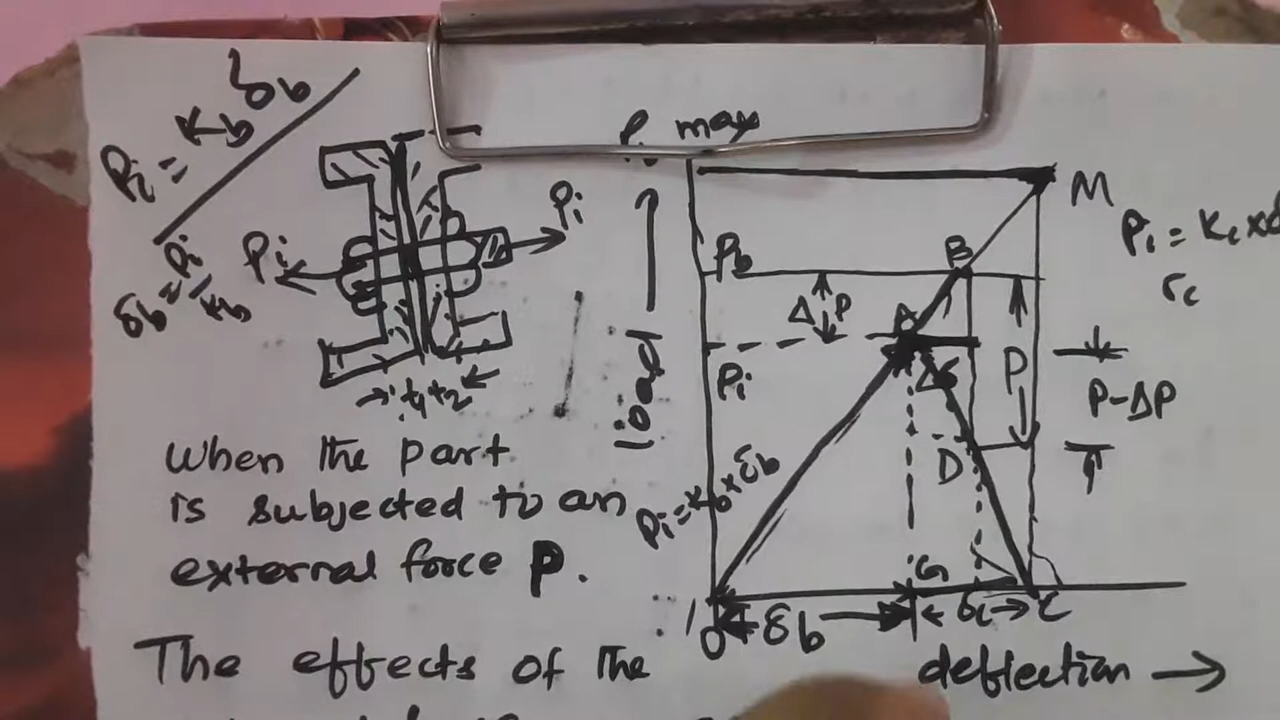 Pi = Kb δb
δb = Pi/Kb
Pi
Pi
t1 t2
When the part
is subjected to an
external force P.
The effects of the
max
M
Pb
B
ΔP
A
Pi
Δδ
P
D
load
Pi = Kb × δb
Pi = Kc ×
P-ΔP
G
O
δb
δc
C
deflection